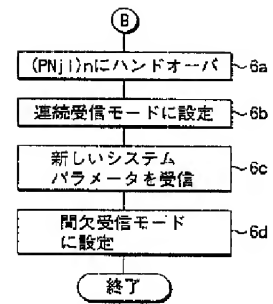 B
(PNjl)nにハンドオーバ
6a
連続受信モードに設定
6b
新しいシステム
パラメータを受信
6c
間欠受信モード
に設定
6d
終了